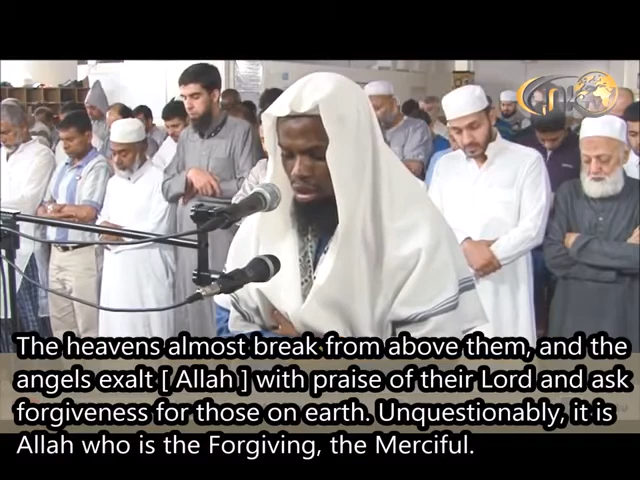 The heavens almost break from above them, and the
angels exalt [ Allah ] with praise of their Lord and ask
forgiveness for those on earth. Unquestionably, it is
Allah who is the Forgiving, the Merciful.